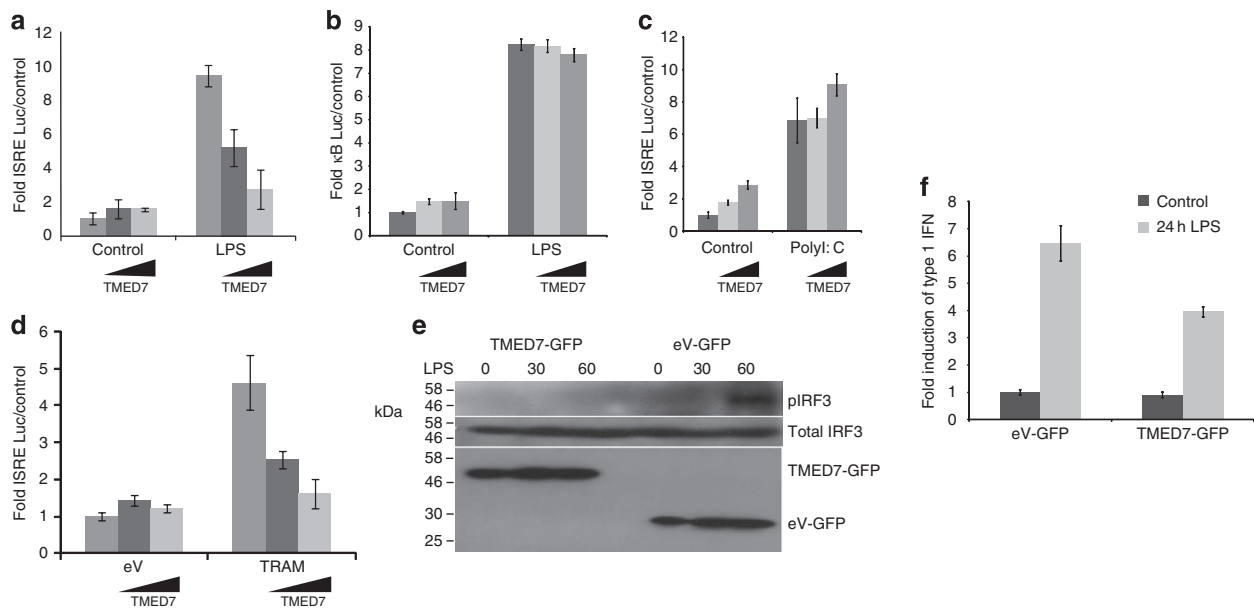 a
Fold ISRE Luc/control
12
10
8
6
4
2
0
Control
LPS
TMED7
TMED7
b
Fold κB Luc/control
9
8
7
6
5
4
3
2
1
0
Control
LPS
TMED7
TMED7
c
Fold ISRE Luc/control
12
10
8
6
4
2
0
Control
PolyI: C
TMED7
TMED7
d
Fold ISRE Luc/control
6
5
4
3
2
1
0
eV
TRAM
TMED7
TMED7
e
TMED7-GFP
eV-GFP
LPS 0 30 60 0 30 60
kDa
58
46
pIRF3
58
46
Total IRF3
58
46
TMED7-GFP
30
25
eV-GFP
f
Control
24 h LPS
Fold induction of type 1 IFN
8
7
6
5
4
3
2
1
0
eV-GFP
TMED7-GFP